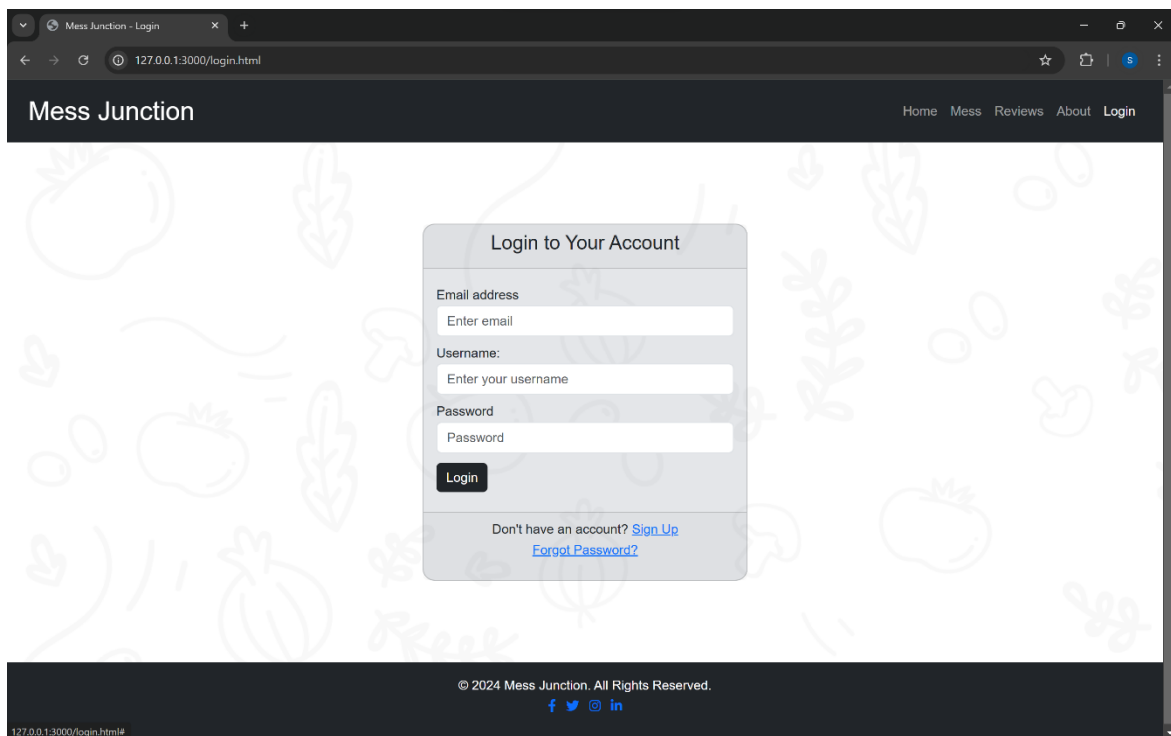 Mess Junction - Login
127.0.0.1:3000/login.html
S
Mess Junction
Home Mess Reviews About Login
Login to Your Account
Email address
Enter email
Username:
Enter your username
Password
Password
Login
Don't have an account? Sign Up
Forgot Password?
© 2024 Mess Junction. All Rights Reserved.
127.0.0.1:3000/login.html#